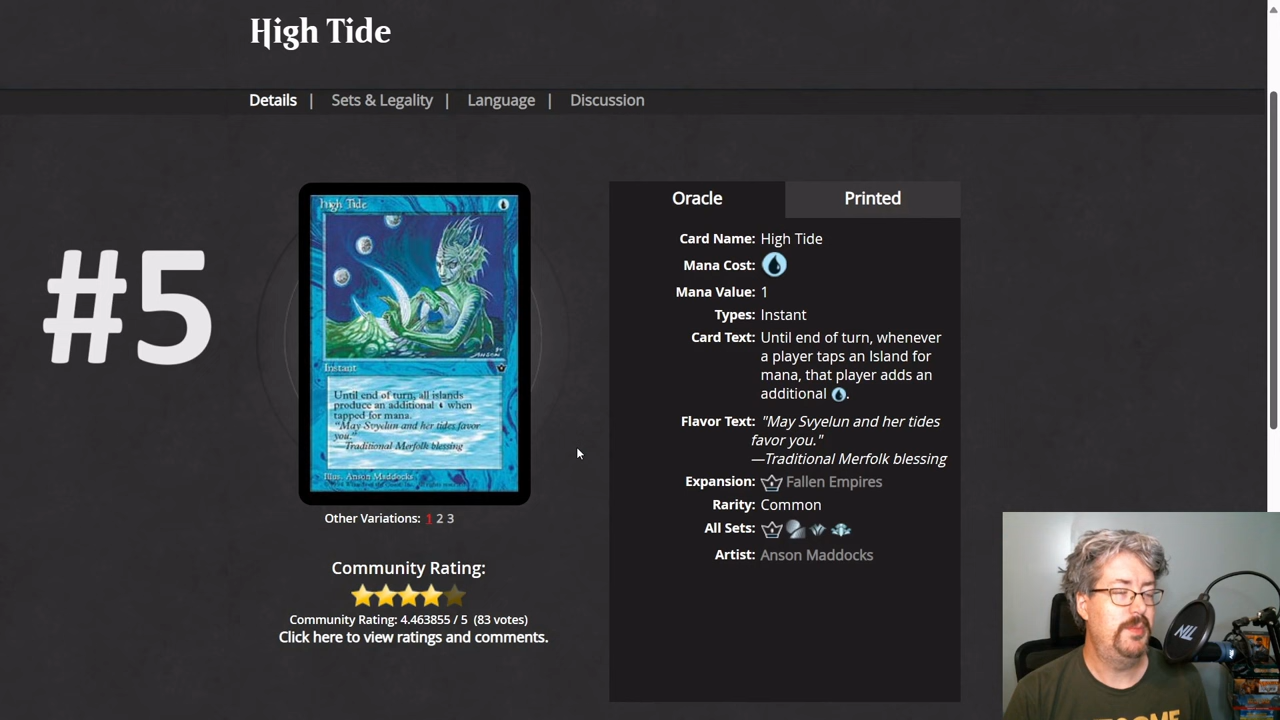 High Tide
Details | Sets & Legality | Language | Discussion
#5
High Tide
Instant
Until end of turn, all islands
produce an additional when
tapped for mana.
"May Svyelun and her tides favor
you."
—Traditional Merfolk blessing
Illus. Anson Maddocks
Other Variations: 1 2 3
Community Rating:
Community Rating: 4.463855 / 5 (83 votes)
Click here to view ratings and comments.
Oracle
Printed
Card Name: High Tide
Mana Cost:
Mana Value: 1
Types: Instant
Card Text: Until end of turn, whenever
a player taps an Island for
mana, that player adds an
additional .
Flavor Text: "May Svyelun and her tides
favor you."
—Traditional Merfolk blessing
Expansion: Fallen Empires
Rarity: Common
All Sets:
Artist: Anson Maddocks